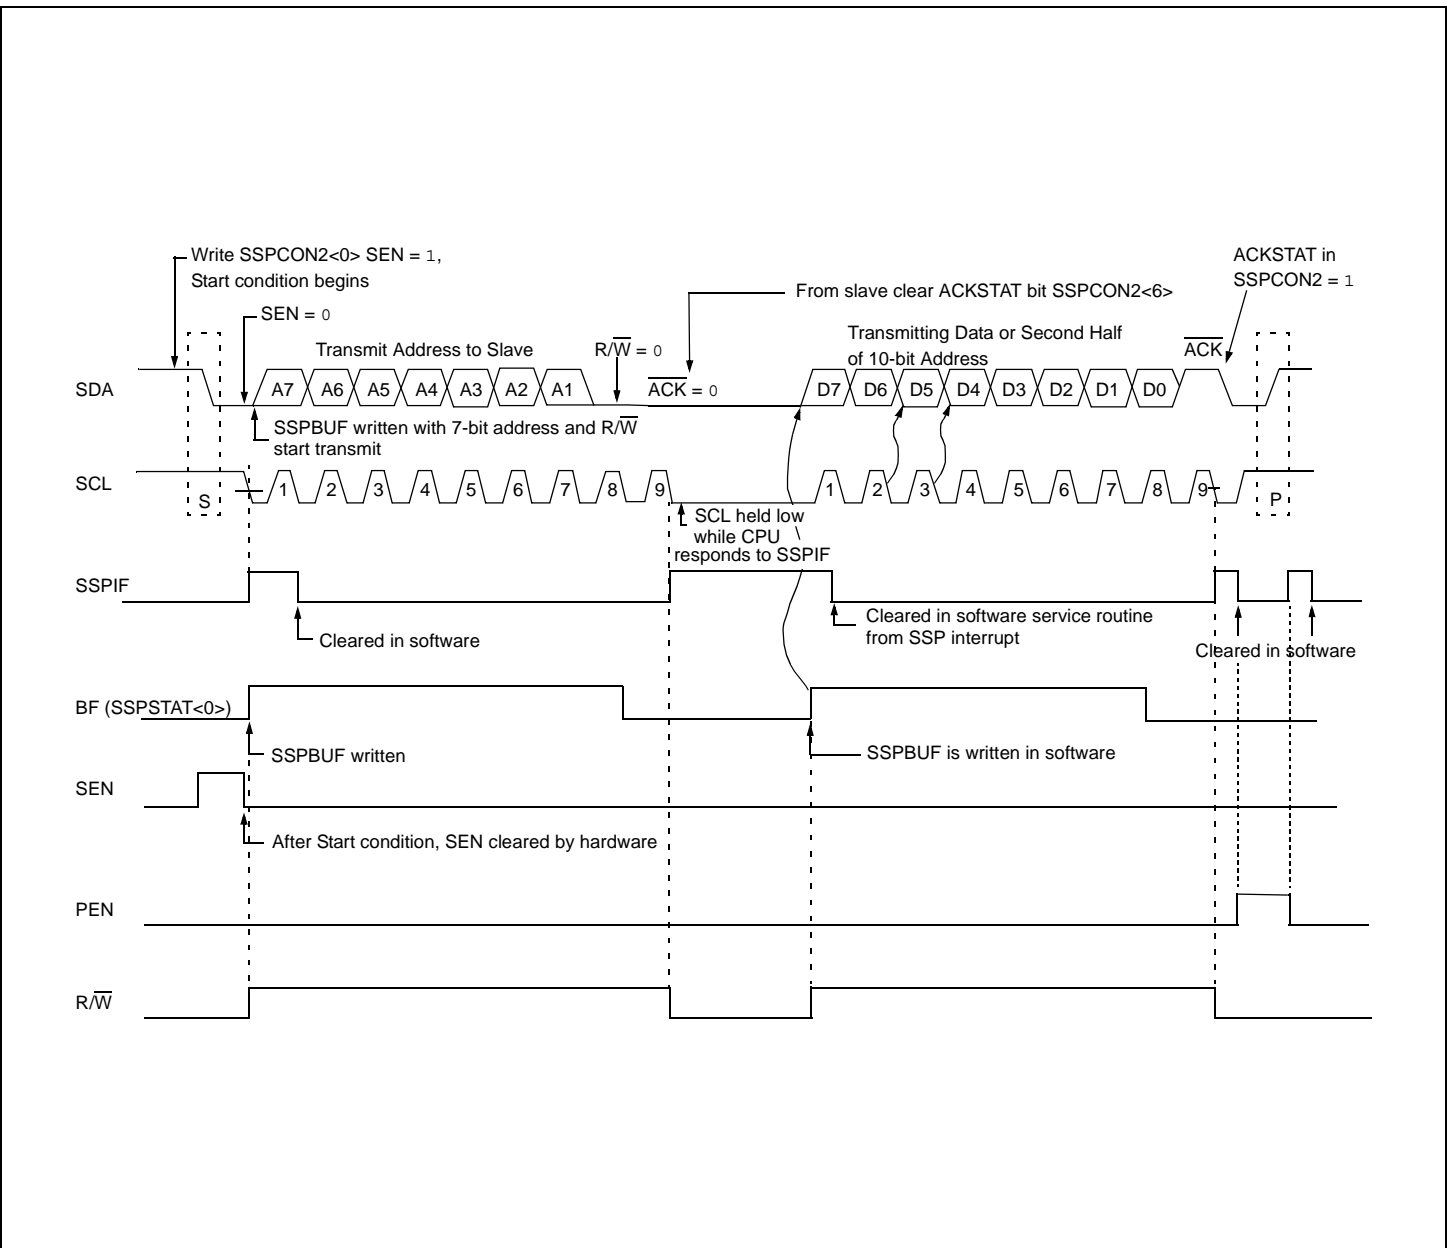 Write SSPCON2<0> SEN = 1,
Start condition begins
ACKSTAT in
SSPCON2 = 1
From slave clear ACKSTAT bit SSPCON2<6>
SEN = 0
Transmitting Data or Second Half
of 10-bit Address
Transmit Address to Slave
R/W̅ = 0
A̅C̅K̅
SDA
A7 A6 A5 A4 A3 A2 A1
A̅C̅K̅ = 0
D7 D6 D5 D4 D3 D2 D1 D0
SSPBUF written with 7-bit address and R/W̅
start transmit
SCL
S
1 2 3 4 5 6 7 8 9
1 2 3 4 5 6 7 8 9
P
SCL held low
while CPU
responds to SSPIF
SSPIF
Cleared in software
Cleared in software service routine
from SSP interrupt
Cleared in software
BF (SSPSTAT<0>)
SSPBUF written
SSPBUF is written in software
SEN
After Start condition, SEN cleared by hardware
PEN
R/W̅